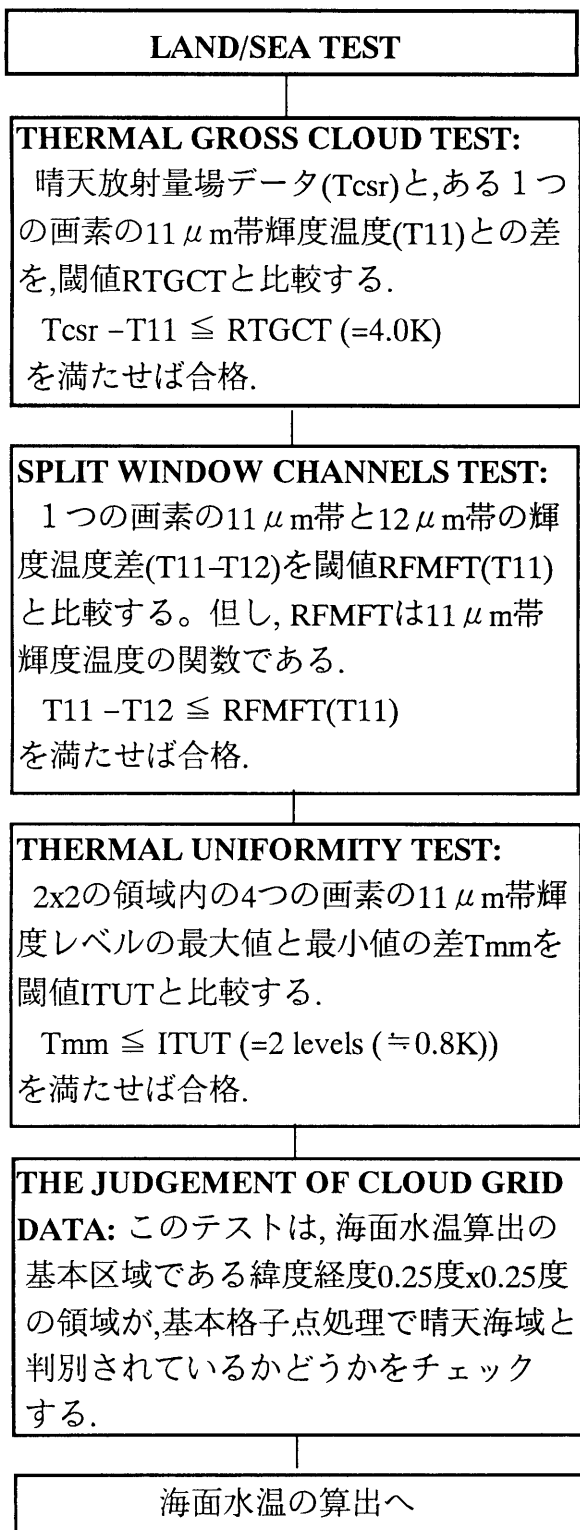 LAND/SEA TEST
THERMAL GROSS CLOUD TEST:
晴天放射量場データ(Tcsr)と,ある１つ
の画素の11μm帯輝度温度(T11)との差
を,閾値RTGCTと比較する.
Tcsr –T11 ≦ RTGCT (=4.0K)
を満たせば合格.
SPLIT WINDOW CHANNELS TEST:
１つの画素の11μm帯と12μm帯の輝
度温度差(T11–T12)を閾値RFMFT(T11)
と比較する。但し, RFMFTは11μm帯
輝度温度の関数である.
T11 –T12 ≦ RFMFT(T11)
を満たせば合格.
THERMAL UNIFORMITY TEST:
2x2の領域内の4つの画素の11μm帯輝
度レベルの最大値と最小値の差Tmmを
閾値ITUTと比較する.
Tmm ≦ ITUT (=2 levels (≒0.8K))
を満たせば合格.
THE JUDGEMENT OF CLOUD GRID
DATA: このテストは, 海面水温算出の
基本区域である緯度経度0.25度x0.25度
の領域が,基本格子点処理で晴天海域と
判別されているかどうかをチェック
する.
海面水温の算出へ